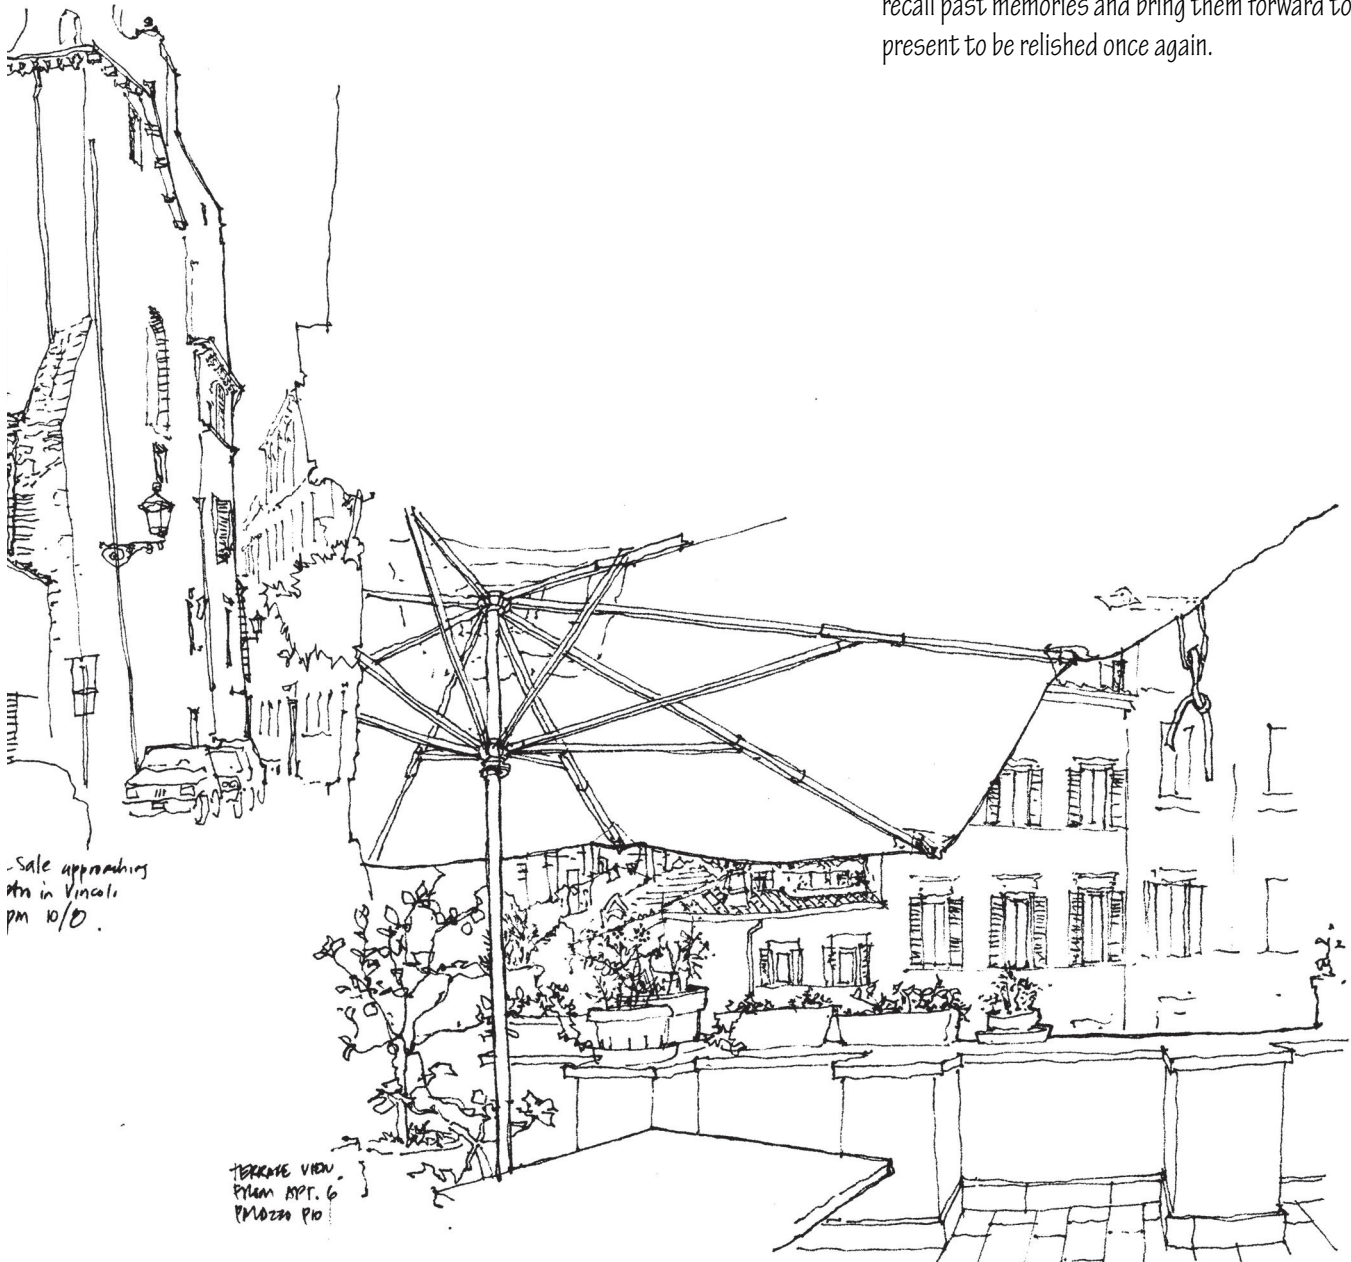 recall past memories and bring them forward to
present to be relished once again.
Sale approaching
in Vincoli
pm 10/8.
TERRACE VIEW
FROM APT. 6
PALAZZO PIO